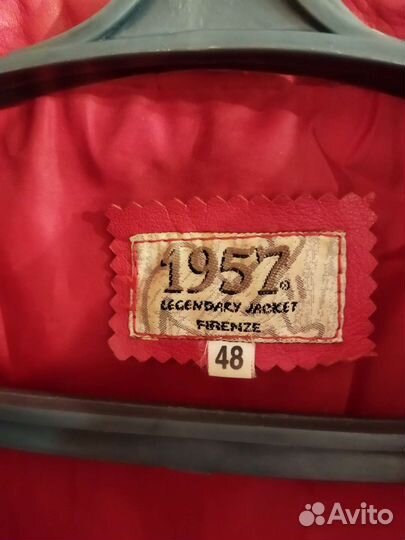 1957®
LEGENDARY JACKET
FIRENZE
48
Avito